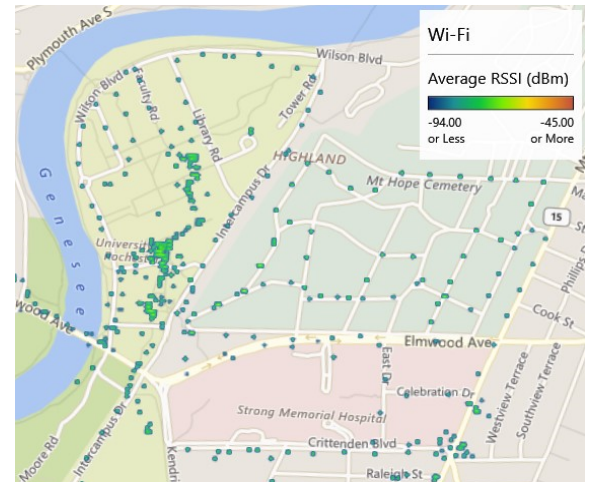 Wi-Fi
Average RSSI (dBm)
-94.00 -45.00
or Less or More
Plymouth Ave S
Wilson Blvd
Wilson Blvd
Faculty Rd
Library Rd
Tower Rd
HIGHLAND
Mt Hope Cemetery
15
Intercampus Dr
Genesee
University
Rochester
Phillips
Cook St
wood Ave
Elmwood Ave
East Dr
Celebration Dr
Westview Terrace
Southview Terrace
Strong Memorial Hospital
Crittenden Blvd
Raleigh St
Kendri
Intercampus Dr
Moore Rd